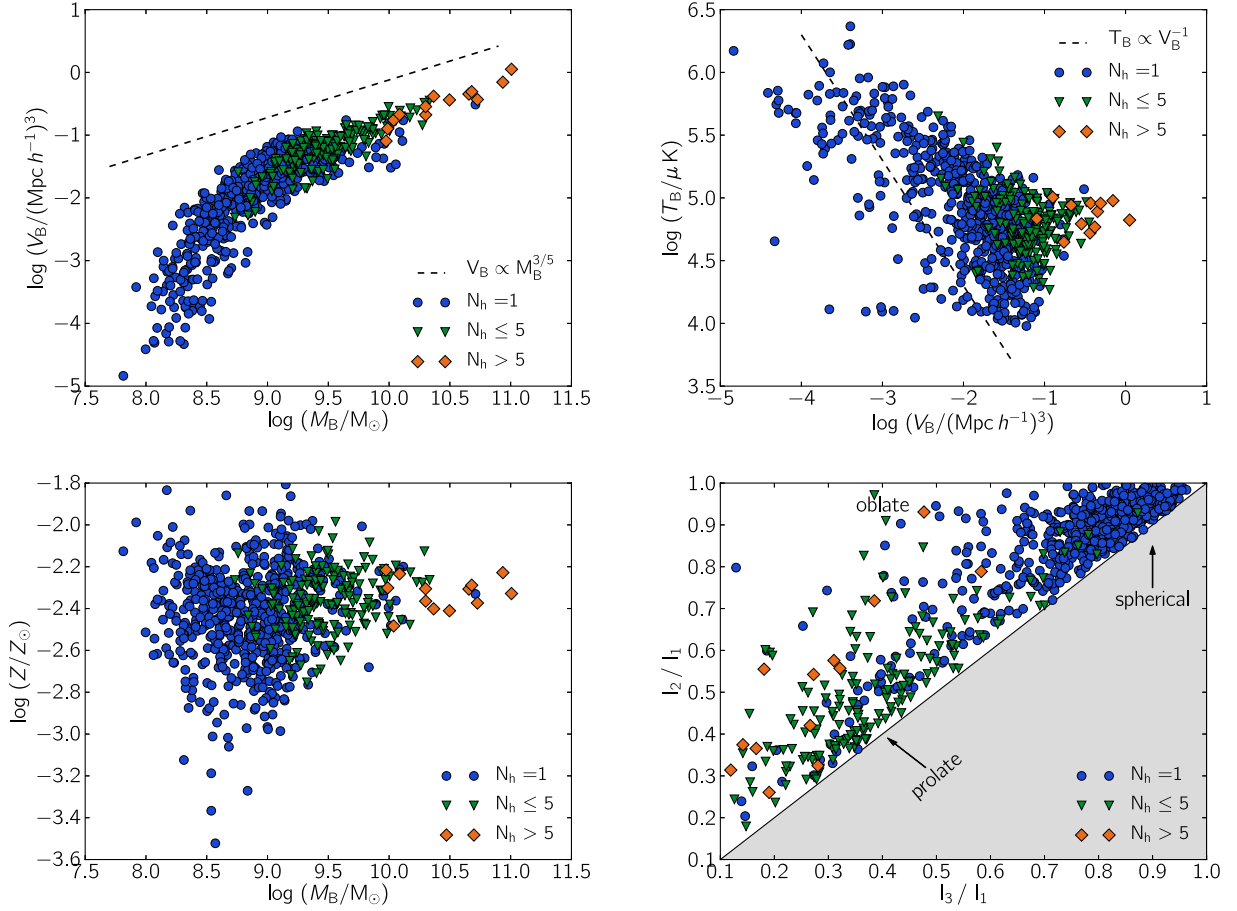 log (V_B/(Mpc h⁻¹)³)
1
0
−1
−2
−3
−4
−5
7.5 8.0 8.5 9.0 9.5 10.0 10.5 11.0 11.5
log (M_B/M_⊙)
V_B ∝ M_B^{3/5}
N_h =1
N_h ≤ 5
N_h > 5
log (T_B/μ K)
6.5
6.0
5.5
5.0
4.5
4.0
3.5
−5 −4 −3 −2 −1 0 1
log (V_B/(Mpc h⁻¹)³)
T_B ∝ V_B⁻¹
N_h =1
N_h ≤ 5
N_h > 5
log (Z/Z_⊙)
−1.8
−2.0
−2.2
−2.4
−2.6
−2.8
−3.0
−3.2
−3.4
−3.6
7.5 8.0 8.5 9.0 9.5 10.0 10.5 11.0 11.5
log (M_B/M_⊙)
N_h =1
N_h ≤ 5
N_h > 5
I_2 / I_1
1.0
0.9
0.8
0.7
0.6
0.5
0.4
0.3
0.2
0.1
0.1 0.2 0.3 0.4 0.5 0.6 0.7 0.8 0.9 1.0
I_3 / I_1
oblate
spherical
prolate
N_h =1
N_h ≤ 5
N_h > 5